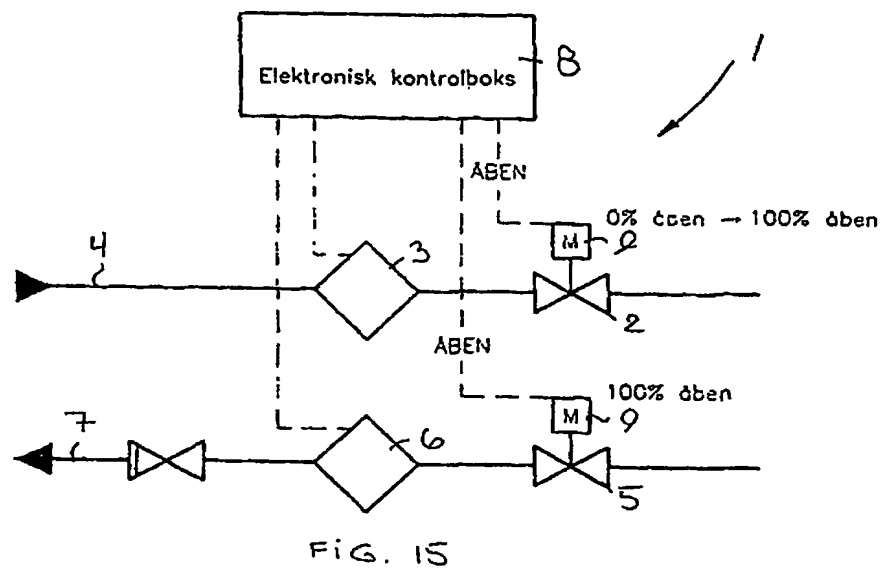 Elektronisk kontrolboks
8
1
ÅBEN
0% åben → 100% åben
4
3
M
9
2
ÅBEN
100% åben
7
6
M
9
5
FIG. 15